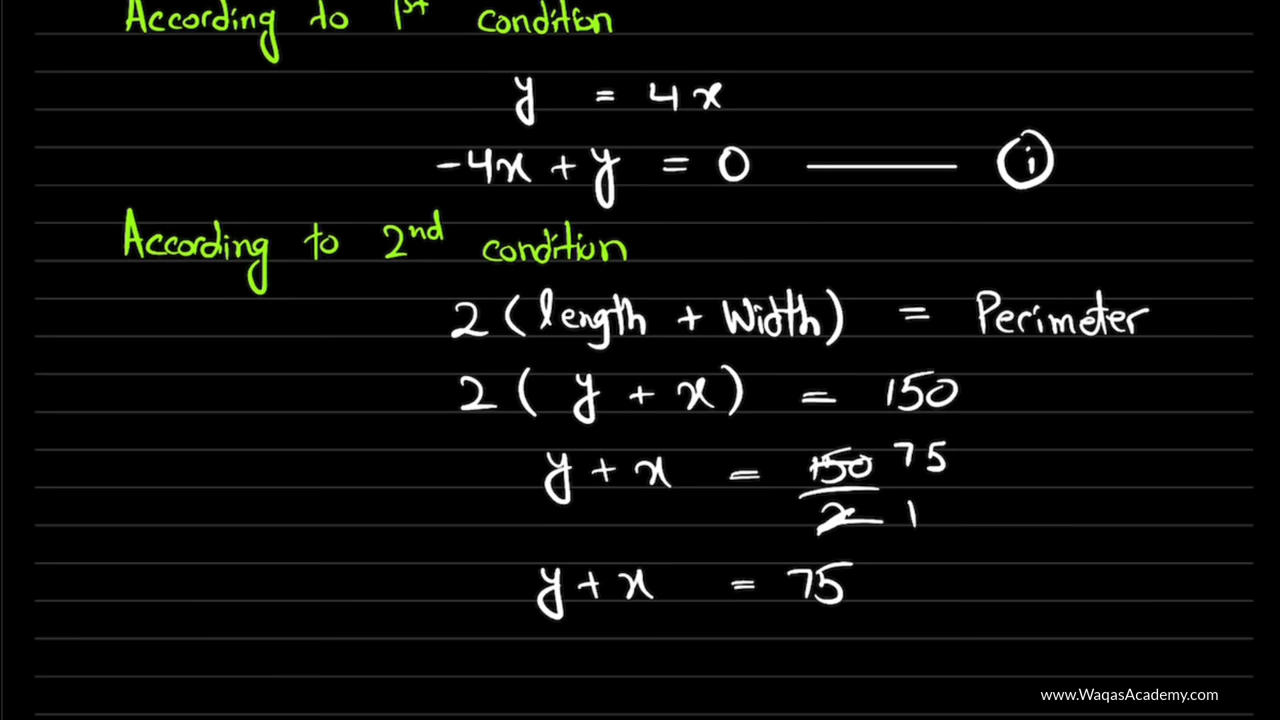 According to 1st condition
y = 4x
-4x + y = 0 ——— (i)
According to 2nd condition
2 (length + Width) = Perimeter
2 ( y + x ) = 150
y + x = 150/2 75 1
y + x = 75
www.WaqasAcademy.com